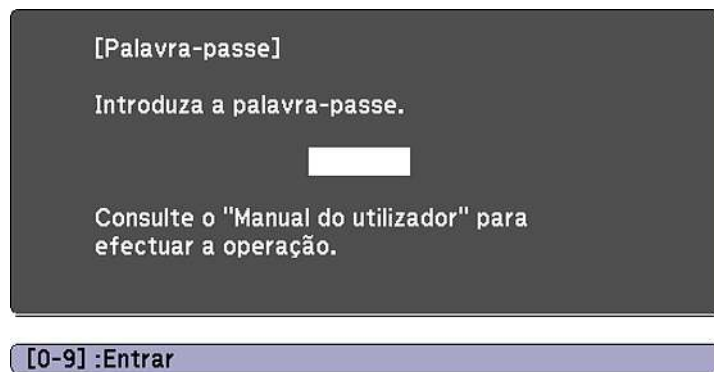 [Palavra-passe]
Introduza a palavra-passe.
Consulte o "Manual do utilizador" para
efectuar a operação.
[0-9] :Entrar